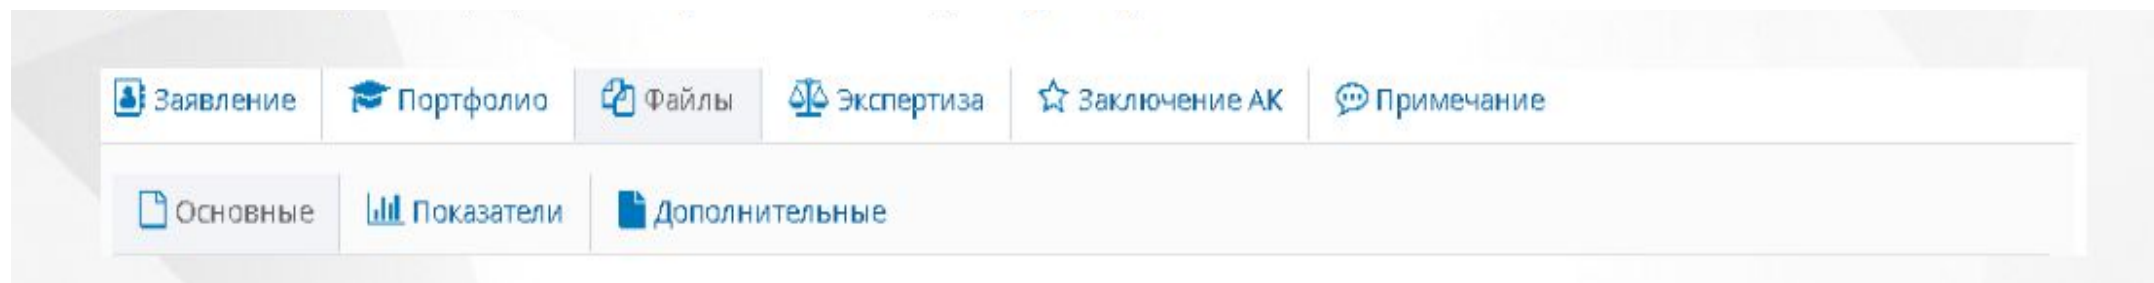 Заявление Портфолио Файлы Экспертиза Заключение АК Примечание
Основные Показатели Дополнительные